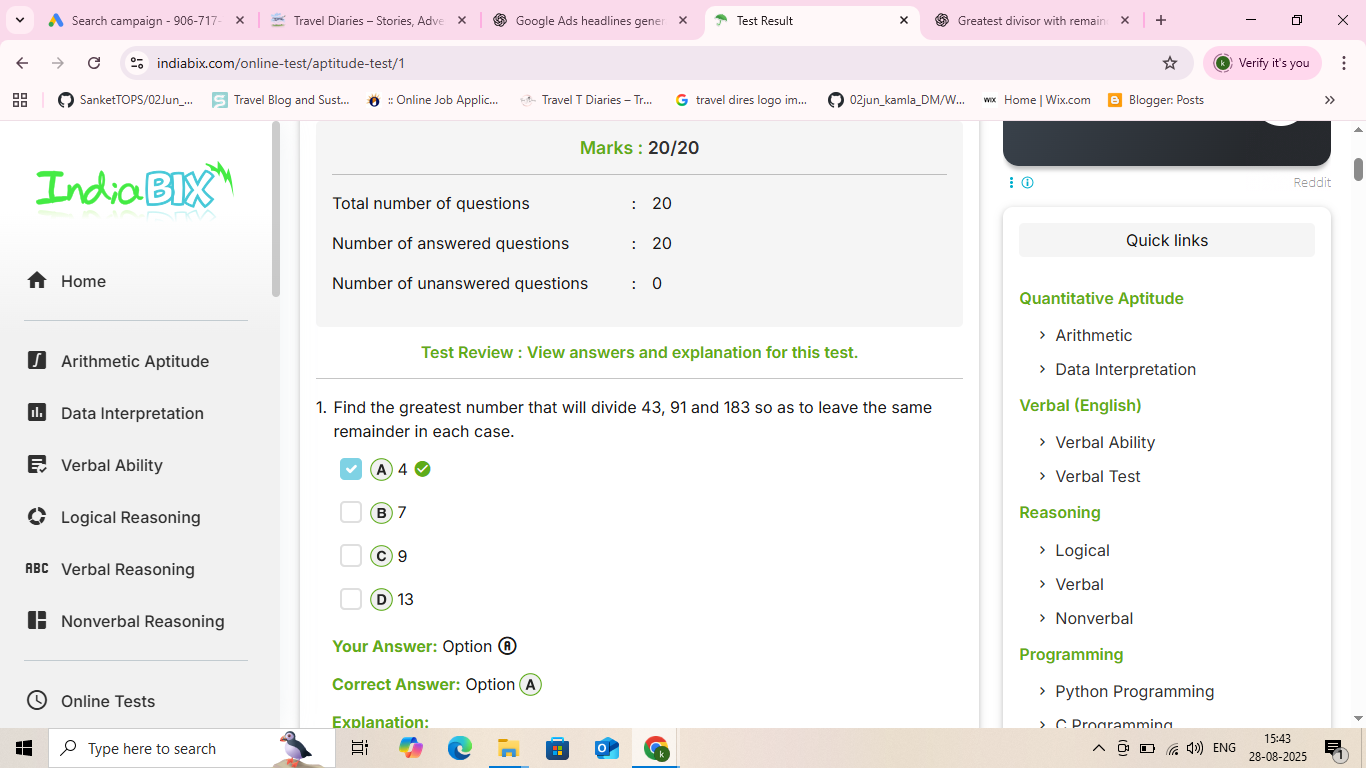 Search campaign - 906-717-
Travel Diaries – Stories, Adve
Google Ads headlines gener
Test Result
Greatest divisor with remain
indiabix.com/online-test/aptitude-test/1
k
Verify it's you
SanketTOPS/02Jun_...
Travel Blog and Sust...
:: Online Job Applic...
Travel T Diaries – Tr...
travel dires logo im...
02jun_kamla_DM/W...
WIX
Home | Wix.com
Blogger: Posts
IndiaBIX
Home
Arithmetic Aptitude
Data Interpretation
Verbal Ability
Logical Reasoning
ABC
Verbal Reasoning
Nonverbal Reasoning
Online Tests
Marks : 20/20
Total number of questions : 20
Number of answered questions : 20
Number of unanswered questions : 0
Test Review : View answers and explanation for this test.
1. Find the greatest number that will divide 43, 91 and 183 so as to leave the same
remainder in each case.
A 4
B 7
C 9
D 13
Your Answer: Option A
Correct Answer: Option A
Explanation:
Reddit
Quick links
Quantitative Aptitude
Arithmetic
Data Interpretation
Verbal (English)
Verbal Ability
Verbal Test
Reasoning
Logical
Verbal
Nonverbal
Programming
Python Programming
C Programming
Type here to search
ENG
15:43
28-08-2025
1